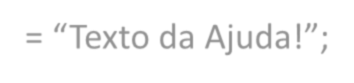 = “Texto da Ajuda!”;